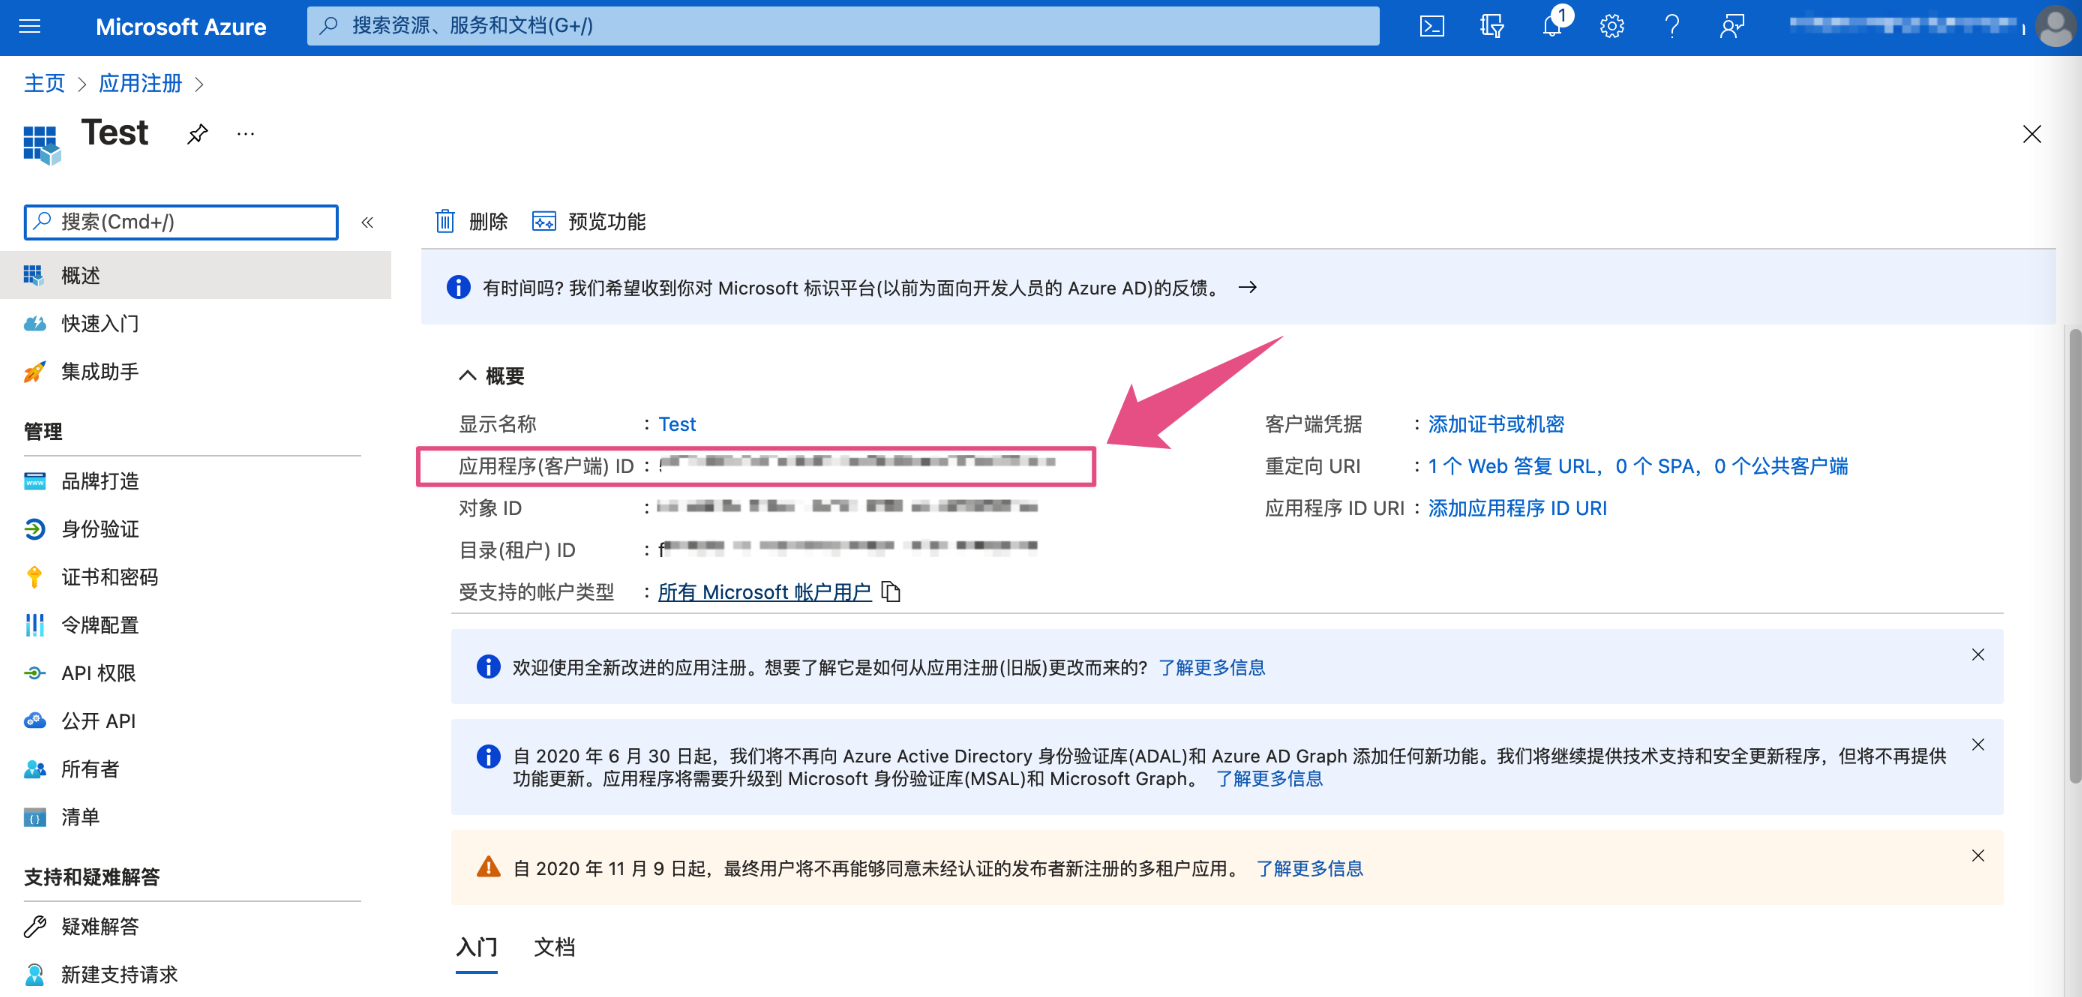 Microsoft Azure
搜索资源、服务和文档(G+/)
1
主页 > 应用注册 >
Test
搜索(Cmd+/)
概述
快速入门
集成助手
管理
品牌打造
身份验证
证书和密码
令牌配置
API 权限
公开 API
所有者
清单
支持和疑难解答
疑难解答
新建支持请求
删除
预览功能
有时间吗? 我们希望收到你对 Microsoft 标识平台(以前为面向开发人员的 Azure AD)的反馈。 →
概要
显示名称 : Test
应用程序(客户端) ID :
对象 ID :
目录(租户) ID : f
受支持的帐户类型 : 所有 Microsoft 帐户用户
客户端凭据 : 添加证书或机密
重定向 URI : 1 个 Web 答复 URL，0 个 SPA，0 个公共客户端
应用程序 ID URI : 添加应用程序 ID URI
欢迎使用全新改进的应用注册。想要了解它是如何从应用注册(旧版)更改而来的? 了解更多信息
自 2020 年 6 月 30 日起，我们将不再向 Azure Active Directory 身份验证库(ADAL)和 Azure AD Graph 添加任何新功能。我们将继续提供技术支持和安全更新程序，但将不再提供
功能更新。应用程序将需要升级到 Microsoft 身份验证库(MSAL)和 Microsoft Graph。 了解更多信息
自 2020 年 11 月 9 日起，最终用户将不再能够同意未经认证的发布者新注册的多租户应用。 了解更多信息
入门
文档